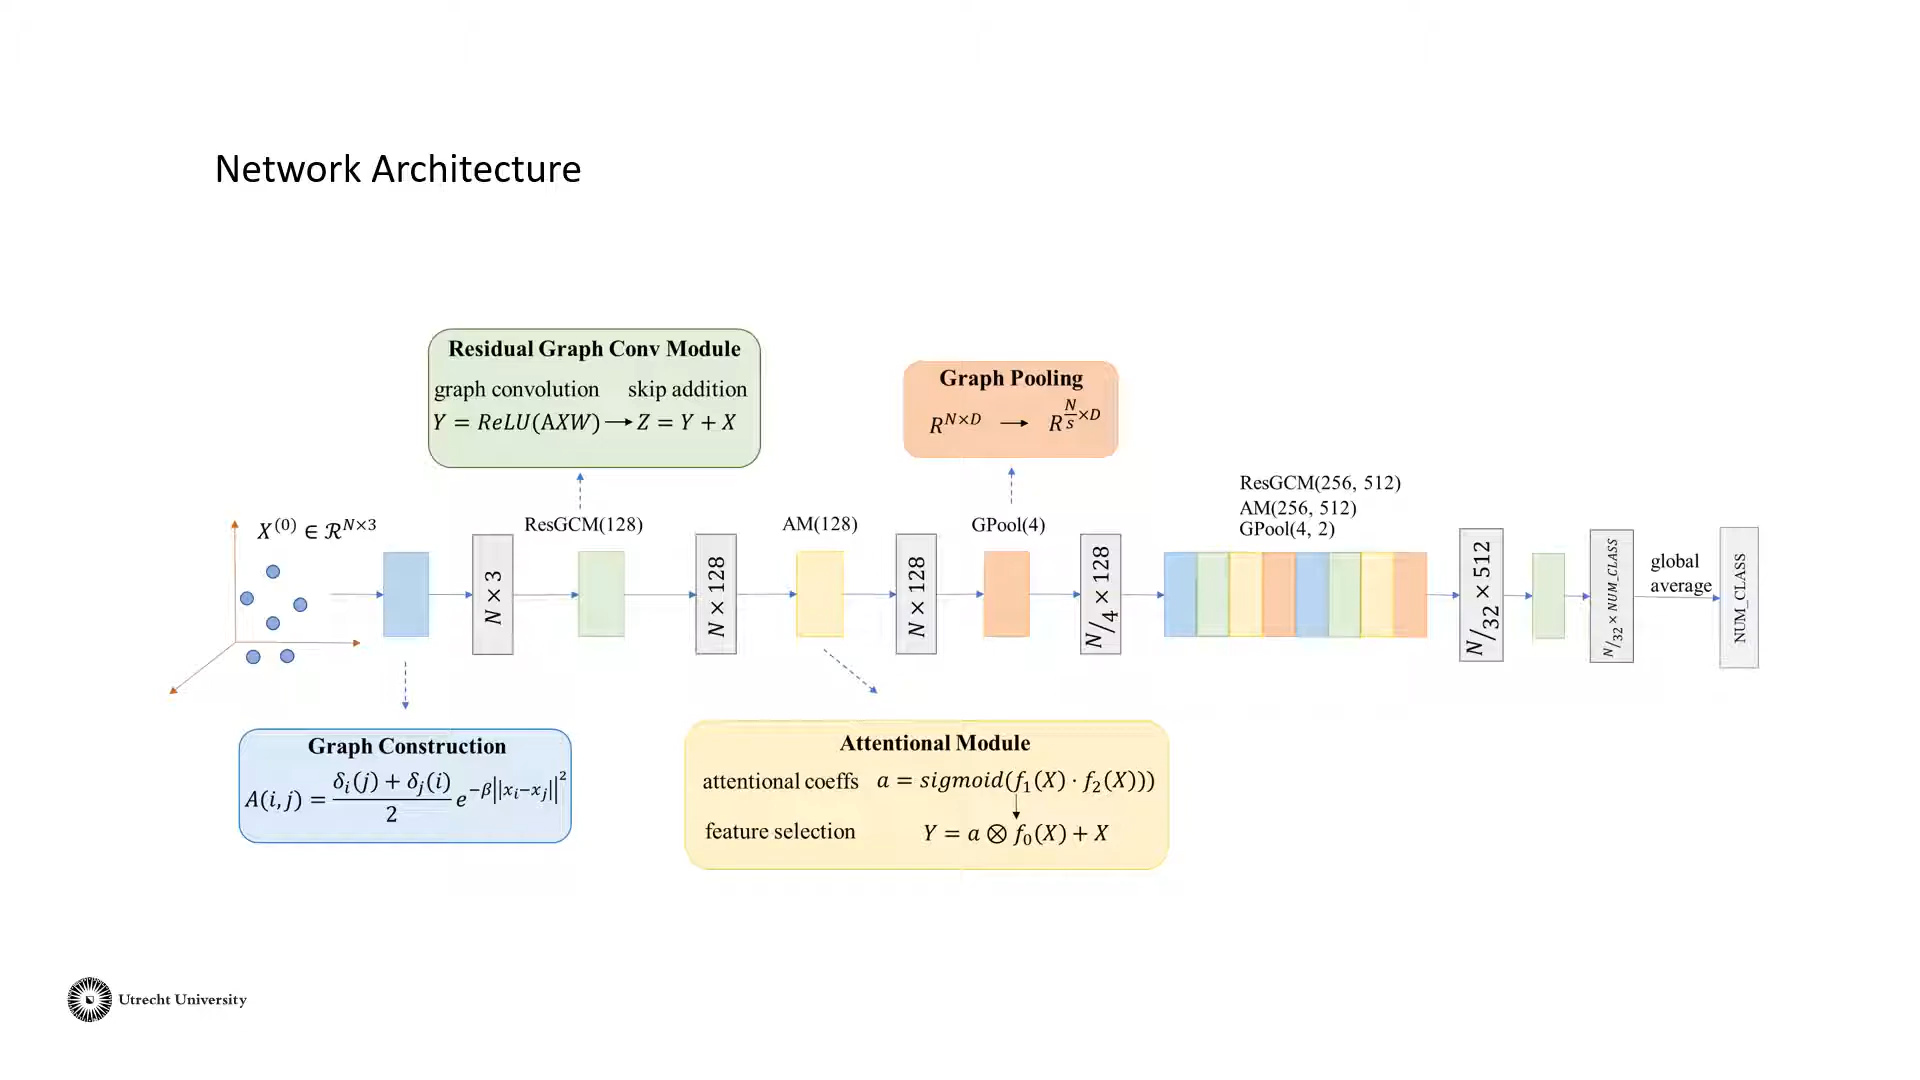 Network Architecture
Residual Graph Conv Module
graph convolution skip addition
Y = ReLU(AXW) → Z = Y + X
Graph Pooling
R^{N×D} → R^{\frac{N}{s}×D}
X^{(0)} ∈ ℛ^{N×3}
ResGCM(128)
AM(128)
GPool(4)
ResGCM(256, 512)
AM(256, 512)
GPool(4, 2)
N × 3
N × 128
N × 128
N/4 × 128
N/32 × 512
N/32 × NUM_CLASS
global
average
NUM_CLASS
Graph Construction
A(i,j) = \frac{δ_i(j) + δ_j(i)}{2} e^{-β||x_i-x_j||^2}
Attentional Module
attentional coeffs a = sigmoid(f_1(X) · f_2(X)))
feature selection Y = a ⊗ f_0(X) + X
Utrecht University